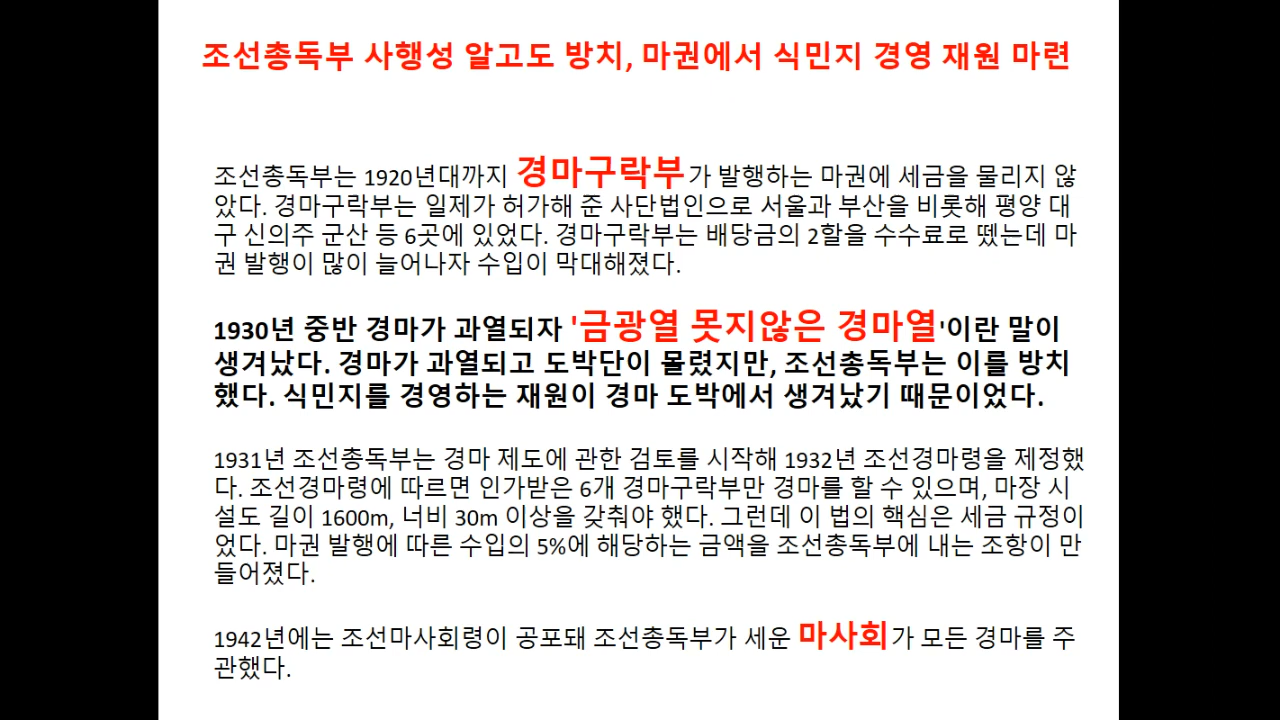 조선총독부 사행성 알고도 방치, 마권에서 식민지 경영 재원 마련
조선총독부는 1920년대까지 경마구락부가 발행하는 마권에 세금을 물리지 않
았다. 경마구락부는 일제가 허가해 준 사단법인으로 서울과 부산을 비롯해 평양 대
구 신의주 군산 등 6곳에 있었다. 경마구락부는 배당금의 2할을 수수료로 뗐는데 마
권 발행이 많이 늘어나자 수입이 막대해졌다.
1930년 중반 경마가 과열되자 '금광열 못지않은 경마열'이란 말이
생겨났다. 경마가 과열되고 도박단이 몰렸지만, 조선총독부는 이를 방치
했다. 식민지를 경영하는 재원이 경마 도박에서 생겨났기 때문이었다.
1931년 조선총독부는 경마 제도에 관한 검토를 시작해 1932년 조선경마령을 제정했
다. 조선경마령에 따르면 인가받은 6개 경마구락부만 경마를 할 수 있으며, 마장 시
설도 길이 1600m, 너비 30m 이상을 갖춰야 했다. 그런데 이 법의 핵심은 세금 규정이
었다. 마권 발행에 따른 수입의 5%에 해당하는 금액을 조선총독부에 내는 조항이 만
들어졌다.
1942년에는 조선마사회령이 공포돼 조선총독부가 세운 마사회가 모든 경마를 주
관했다.